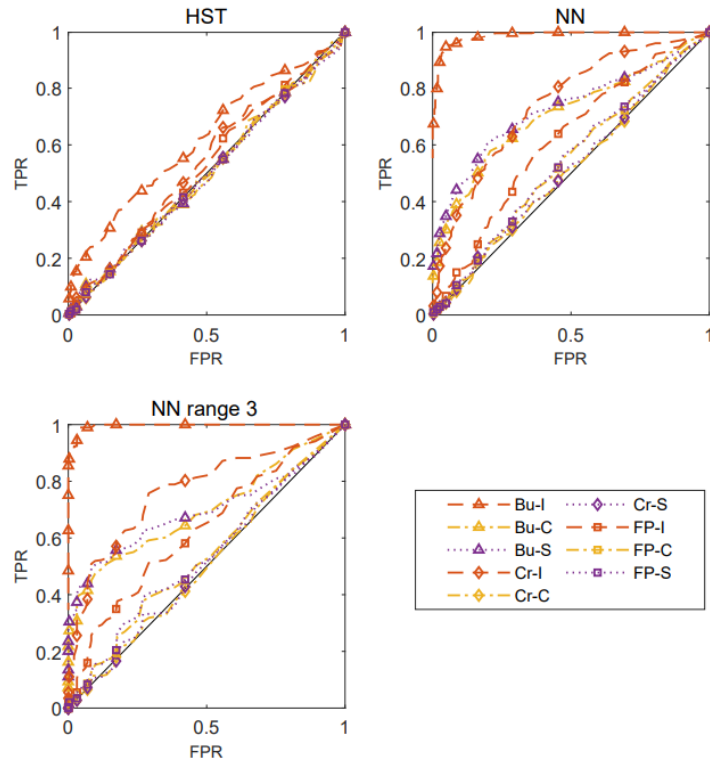 HST
1
0.8
0.6
0.4
0.2
0
0 0.5 1
TPR
FPR
NN
1
0.8
0.6
0.4
0.2
0
0 0.5 1
TPR
FPR
NN range 3
1
0.8
0.6
0.4
0.2
0
0 0.5 1
TPR
FPR
Bu-I
Bu-C
Bu-S
Cr-I
Cr-C
Cr-S
FP-I
FP-C
FP-S